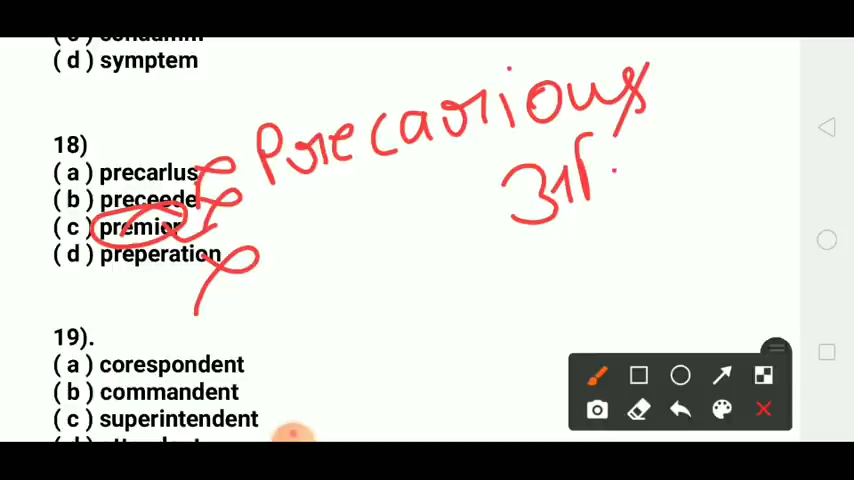 ( d ) symptem
Precarious
18)
( a ) precarlus
( b ) preceede
( c ) premier
( d ) preperation
19).
( a ) corespondent
( b ) commandent
( c ) superintendent